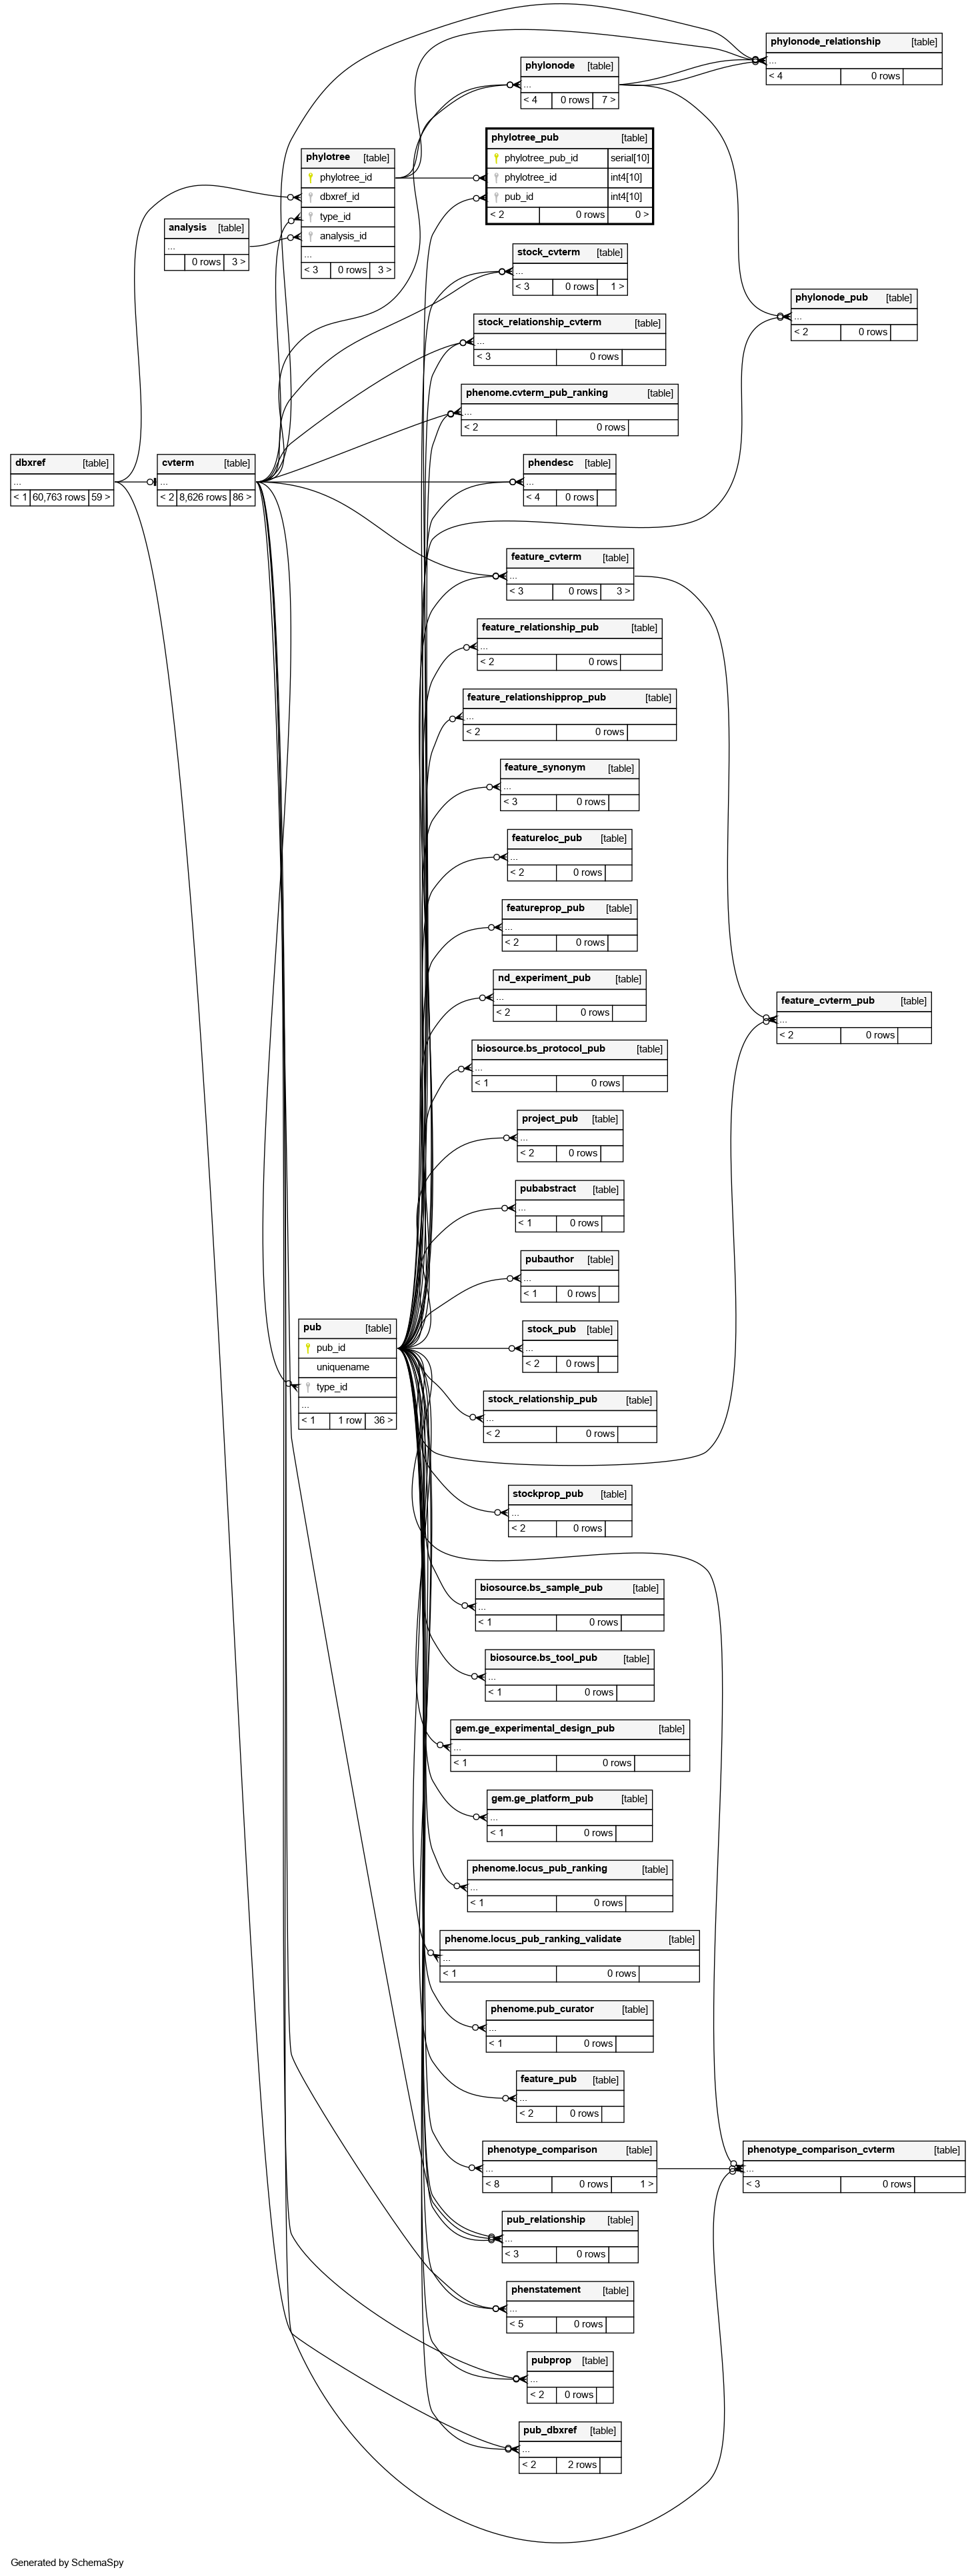 phylonode_relationship [table]
...
< 4 0 rows
phylonode [table]
...
< 4 0 rows 7 >
phylotree_pub [table]
phylotree_pub_id serial[10]
phylotree_id int4[10]
pub_id int4[10]
< 2 0 rows 0 >
phylotree [table]
phylotree_id
dbxref_id
type_id
analysis_id
...
< 3 0 rows 3 >
analysis [table]
...
0 rows 3 >
stock_cvterm [table]
...
< 3 0 rows 1 >
phylonode_pub [table]
...
< 2 0 rows
stock_relationship_cvterm [table]
...
< 3 0 rows
phenome.cvterm_pub_ranking [table]
...
< 2 0 rows
dbxref [table]
...
< 1 60,763 rows 59 >
cvterm [table]
...
< 2 8,626 rows 86 >
phendesc [table]
...
< 4 0 rows
feature_cvterm [table]
...
< 3 0 rows 3 >
feature_relationship_pub [table]
...
< 2 0 rows
feature_relationshipprop_pub [table]
...
< 2 0 rows
feature_synonym [table]
...
< 3 0 rows
featureloc_pub [table]
...
< 2 0 rows
featureprop_pub [table]
...
< 2 0 rows
nd_experiment_pub [table]
...
< 2 0 rows
feature_cvterm_pub [table]
...
< 2 0 rows
biosource.bs_protocol_pub [table]
...
< 1 0 rows
project_pub [table]
...
< 2 0 rows
pubabstract [table]
...
< 1 0 rows
pubauthor [table]
...
< 1 0 rows
pub [table]
pub_id
uniquename
type_id
...
< 1 1 row 36 >
stock_pub [table]
...
< 2 0 rows
stock_relationship_pub [table]
...
< 2 0 rows
stockprop_pub [table]
...
< 2 0 rows
biosource.bs_sample_pub [table]
...
< 1 0 rows
biosource.bs_tool_pub [table]
...
< 1 0 rows
gem.ge_experimental_design_pub [table]
...
< 1 0 rows
gem.ge_platform_pub [table]
...
< 1 0 rows
phenome.locus_pub_ranking [table]
...
< 1 0 rows
phenome.locus_pub_ranking_validate [table]
...
< 1 0 rows
phenome.pub_curator [table]
...
< 1 0 rows
feature_pub [table]
...
< 2 0 rows
phenotype_comparison [table]
...
< 8 0 rows 1 >
phenotype_comparison_cvterm [table]
...
< 3 0 rows
pub_relationship [table]
...
< 3 0 rows
phenstatement [table]
...
< 5 0 rows
pubprop [table]
...
< 2 0 rows
pub_dbxref [table]
...
< 2 2 rows
Generated by SchemaSpy